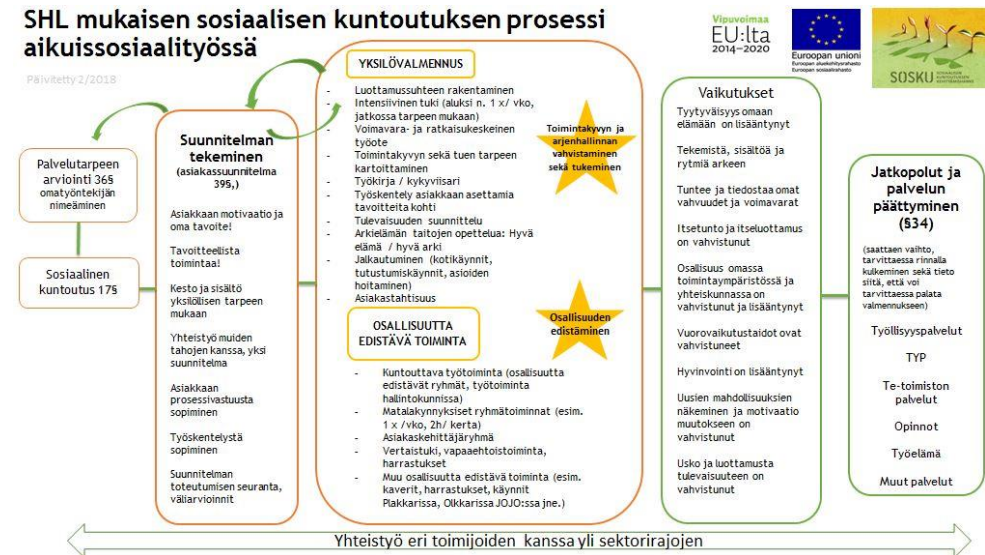 SHL mukaisen sosiaalisen kuntoutuksen prosessi
aikuissosiaalityössä
Päivitetty 2/2018
Vipuvoimaa
EU:lta
2014–2020
Euroopan unioni
Euroopan aluekehitysrahasto
Euroopan sosiaalirahasto
SOSKU
Palvelutarpeen
arviointi 36§
omatyöntekijän
nimeäminen
Sosiaalinen
kuntoutus 17§
Suunnitelman
tekeminen
(asiakassuunnitelma
39§,)
Asiakkaan motivaatio ja
oma tavoite!
Tavoitteellista
toimintaa!
Kesto ja sisältö
yksilöllisen tarpeen
mukaan
Yhteistyö muiden
tahojen kanssa, yksi
suunnitelma
Asiakkaan
prosessivastuusta
sopiminen
Työskentelystä
sopiminen
Suunnitelman
toteutumisen seuranta,
väliarvioinnit
YKSILÖVALMENNUS
- Luottamussuhteen rakentaminen
- Intensiivinen tuki (aluksi n. 1 x/ vko,
jatkossa tarpeen mukaan)
- Voimavara- ja ratkaisukeskeinen
työote
- Toimintakyvyn sekä tuen tarpeen
kartoittaminen
- Työkirja / kykyviisari
- Työskentely asiakkaan asettamia
tavoitteita kohti
- Tulevaisuuden suunnittelu
- Arkielämän taitojen opettelua: Hyvä
elämä / hyvä arki
- Jalkautuminen (kotikäynnit,
tutustumiskäynnit, asioiden
hoitaminen)
- Asiakastahtisuus
Toimintakyvyn ja
arjenhallinnan
vahvistaminen
sekä tukeminen
OSALLISUUTTA
EDISTÄVÄ TOIMINTA
Osallisuuden
edistäminen
- Kuntouttava työtoiminta (osallisuutta
edistävät ryhmät, työtoiminta
hallintokunnissa)
- Matalakynnyksiset ryhmätoiminnat (esim.
1 x /vko, 2h/ kerta)
- Asiakaskehittäjäryhmä
- Vertaistuki, vapaaehtoistoiminta,
harrastukset
- Muu osallisuutta edistävä toiminta (esim.
kaverit, harrastukset, käynnit
Plakkarissa, Olkkarissa JOJO:ssa jne.)
Vaikutukset
Tyytyväisyys omaan
elämään on lisääntynyt
Tekemistä, sisältöä ja
rytmiä arkeen
Tuntee ja tiedostaa omat
vahvuudet ja voimavarat
Itsetunto ja itseluottamus
on vahvistunut
Osallisuus omassa
toimintaympäristössä ja
yhteiskunnassa on
vahvistunut ja lisääntynyt
Vuorovaikutustaidot ovat
vahvistuneet
Hyvinvointi on lisääntynyt
Uusien mahdollisuuksien
näkeminen ja motivaatio
muutokseen on
vahvistunut
Usko ja luottamusta
tulevaisuuteen on
vahvistunut
Jatkopolut ja
palvelun
päättyminen
(§34)
(saattaen vaihto,
tarvittaessa rinnalla
kulkeminen sekä tieto
siitä, että voi
tarvittaessa palata
valmennukseen)
Työllisyyspalvelut
TYP
Te-toimiston
palvelut
Opinnot
Työelämä
Muut palvelut
Yhteistyö eri toimijoiden kanssa yli sektorirajojen